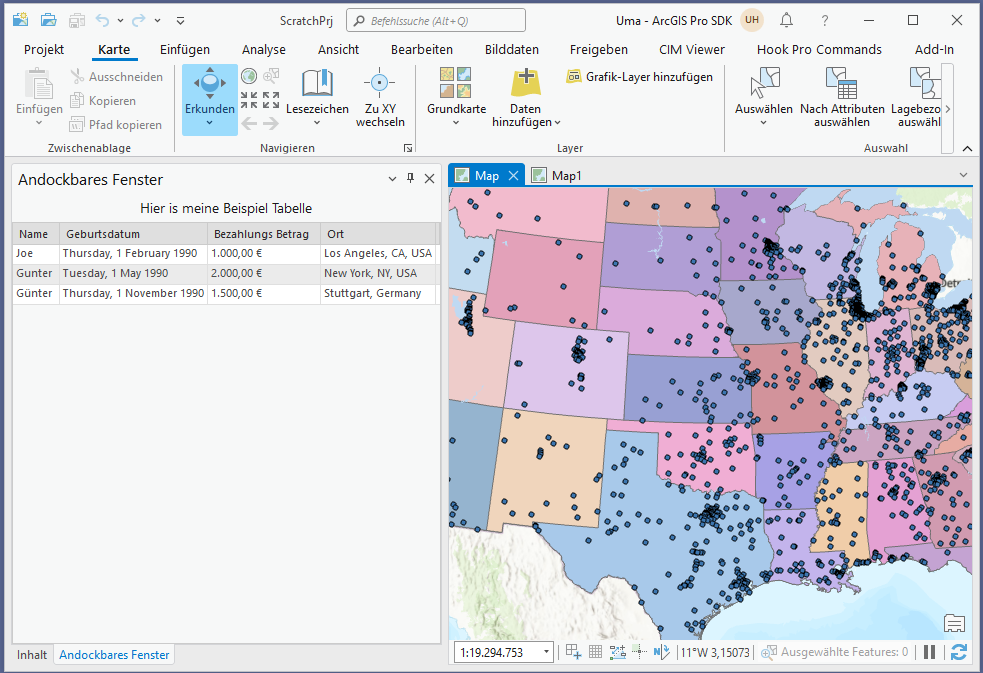 ScratchPrj
Befehlssuche (Alt+Q)
Uma - ArcGIS Pro SDK
UH
?
Projekt Karte Einfügen Analyse Ansicht Bearbeiten Bilddaten Freigeben CIM Viewer Hook Pro Commands Add-In
Einfügen
Ausschneiden
Kopieren
Pfad kopieren
Zwischenablage
Erkunden
Lesezeichen
Zu XY
wechseln
Navigieren
Grundkarte
Daten
hinzufügen
Grafik-Layer hinzufügen
Layer
Auswählen
Nach Attributen
auswählen
Lagebezo
auswähl
Auswahl
Andockbares Fenster
Hier is meine Beispiel Tabelle
Name Geburtsdatum Bezahlungs Betrag Ort
Joe Thursday, 1 February 1990 1.000,00 € Los Angeles, CA, USA
Gunter Tuesday, 1 May 1990 2.000,00 € New York, NY, USA
Günter Thursday, 1 November 1990 1.500,00 € Stuttgart, Germany
Inhalt Andockbares Fenster
Map
Map1
Detr
1:19.294.753
11°W 3,15073
Ausgewählte Features: 0